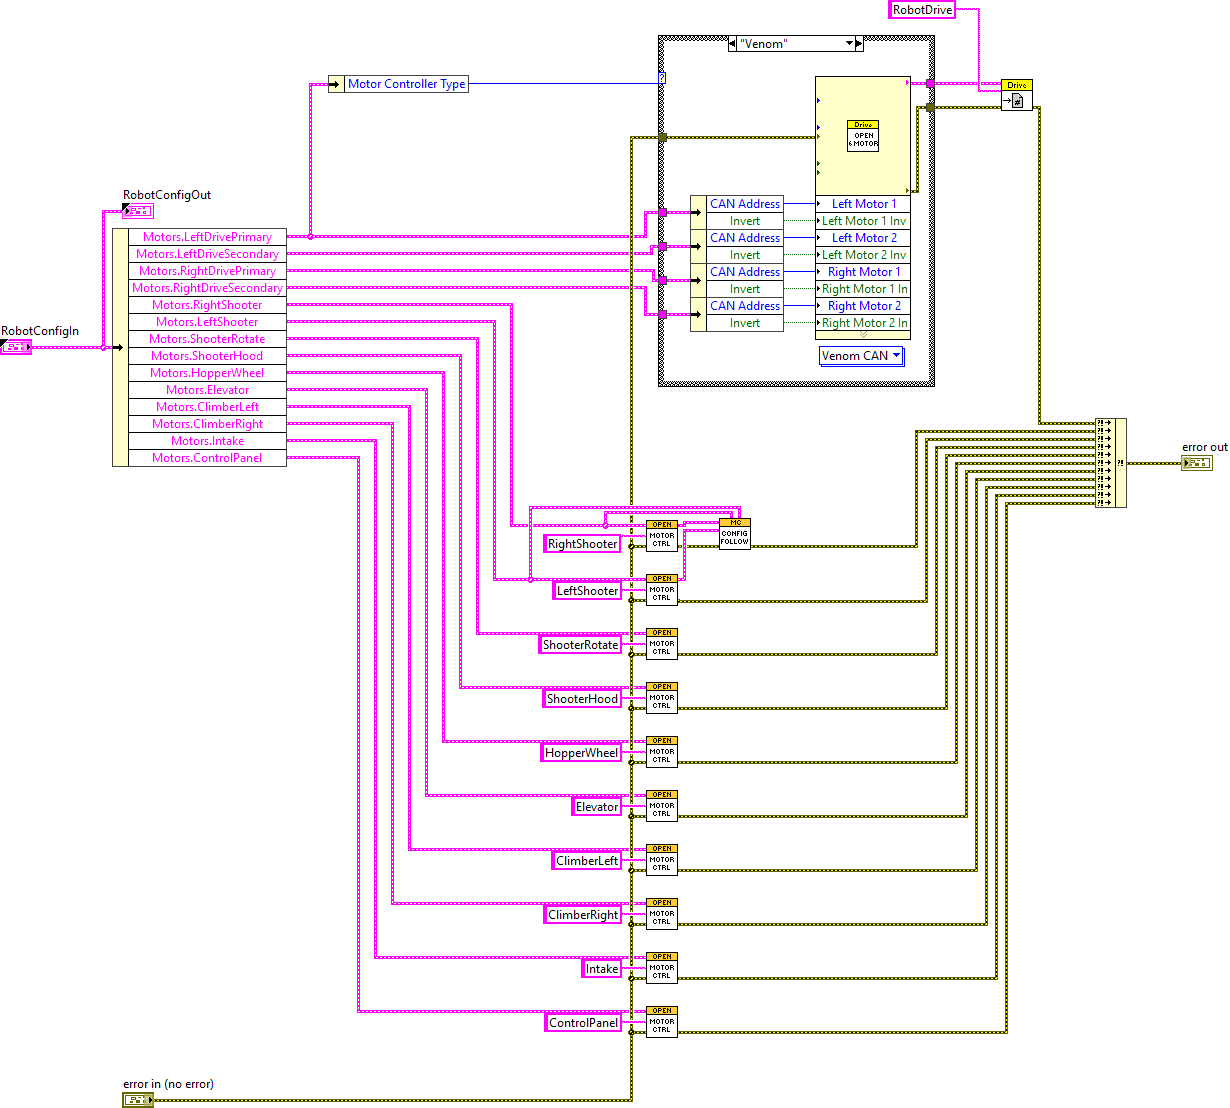 RobotDrive
"Venom"
Motor Controller Type
Drive
Drive
OPEN
4 MOTOR
RobotConfigOut
CAN Address
Left Motor 1
Invert
Left Motor 1 Inv
CAN Address
Left Motor 2
Invert
Left Motor 2 Inv
CAN Address
Right Motor 1
Invert
Right Motor 1 In
CAN Address
Right Motor 2
Invert
Right Motor 2 In
Venom CAN
Motors.LeftDrivePrimary
Motors.LeftDriveSecondary
Motors.RightDrivePrimary
Motors.RightDriveSecondary
Motors.RightShooter
Motors.LeftShooter
Motors.ShooterRotate
Motors.ShooterHood
Motors.HopperWheel
Motors.Elevator
Motors.ClimberLeft
Motors.ClimberRight
Motors.Intake
Motors.ControlPanel
RobotConfigIn
error out
RightShooter
OPEN
MOTOR
CTRL
MC
CONFIG
FOLLOW
LeftShooter
OPEN
MOTOR
CTRL
ShooterRotate
OPEN
MOTOR
CTRL
ShooterHood
OPEN
MOTOR
CTRL
HopperWheel
OPEN
MOTOR
CTRL
Elevator
OPEN
MOTOR
CTRL
ClimberLeft
OPEN
MOTOR
CTRL
ClimberRight
OPEN
MOTOR
CTRL
Intake
OPEN
MOTOR
CTRL
ControlPanel
OPEN
MOTOR
CTRL
error in (no error)